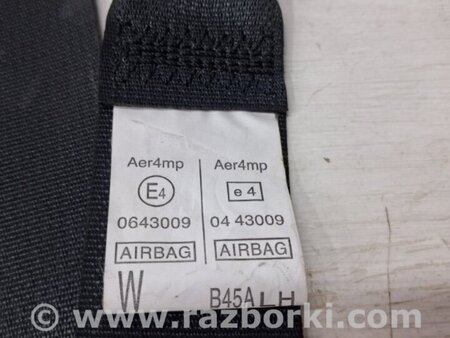 Aer4mp Aer4mp
E4 e 4
0643009 04 43009
AIRBAG AIRBAG
W B45A LH
© www.razborki.com